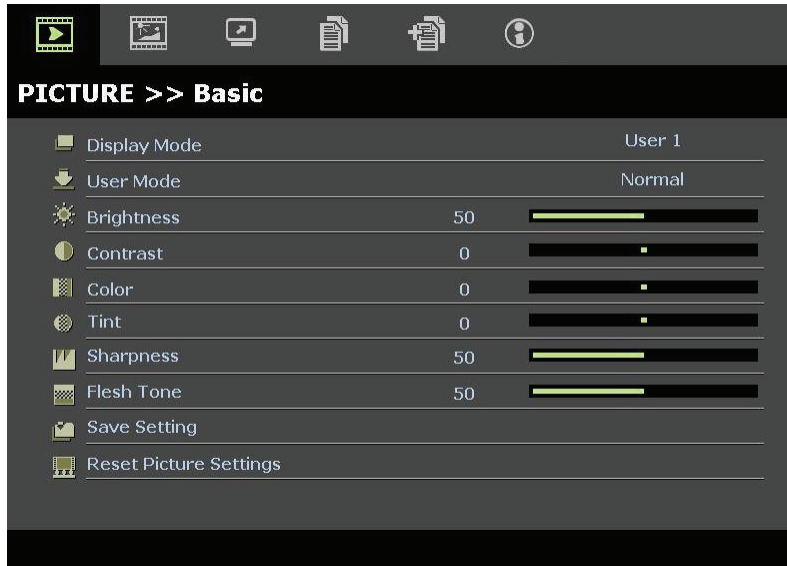 PICTURE >> Basic
Display Mode User 1
User Mode Normal
Brightness 50
Contrast 0
Color 0
Tint 0
Sharpness 50
Flesh Tone 50
Save Setting
Reset Picture Settings